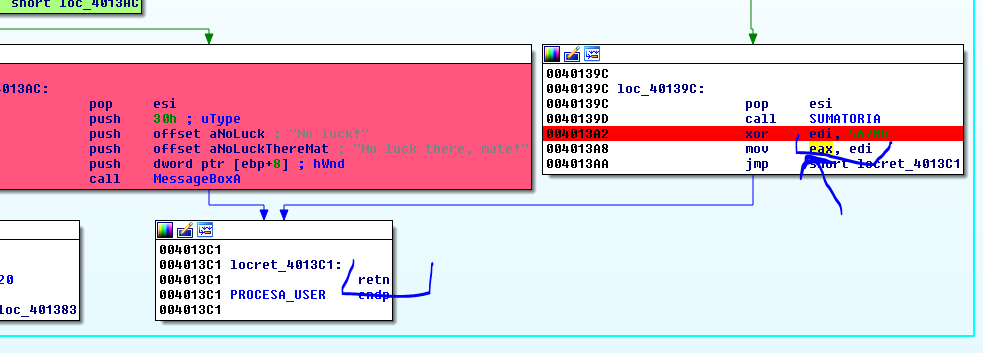 short loc_4013AC
013AC:
pop esi
push 30h ; uType
push offset aNoLuck ; "No luck!"
push offset aNoLuckThereMat ; "No luck there, mate!"
push dword ptr [ebp+8] ; hWnd
call MessageBoxA
0040139C
0040139C loc_40139C:
0040139C pop esi
0040139D call SUMATORIA
004013A2 xor edi,
004013A8 mov eax, edi
004013AA jmp short locret_4013C1
20
loc_401383
004013C1
004013C1 locret_4013C1:
004013C1 retn
004013C1 PROCESA_USER endp
004013C1